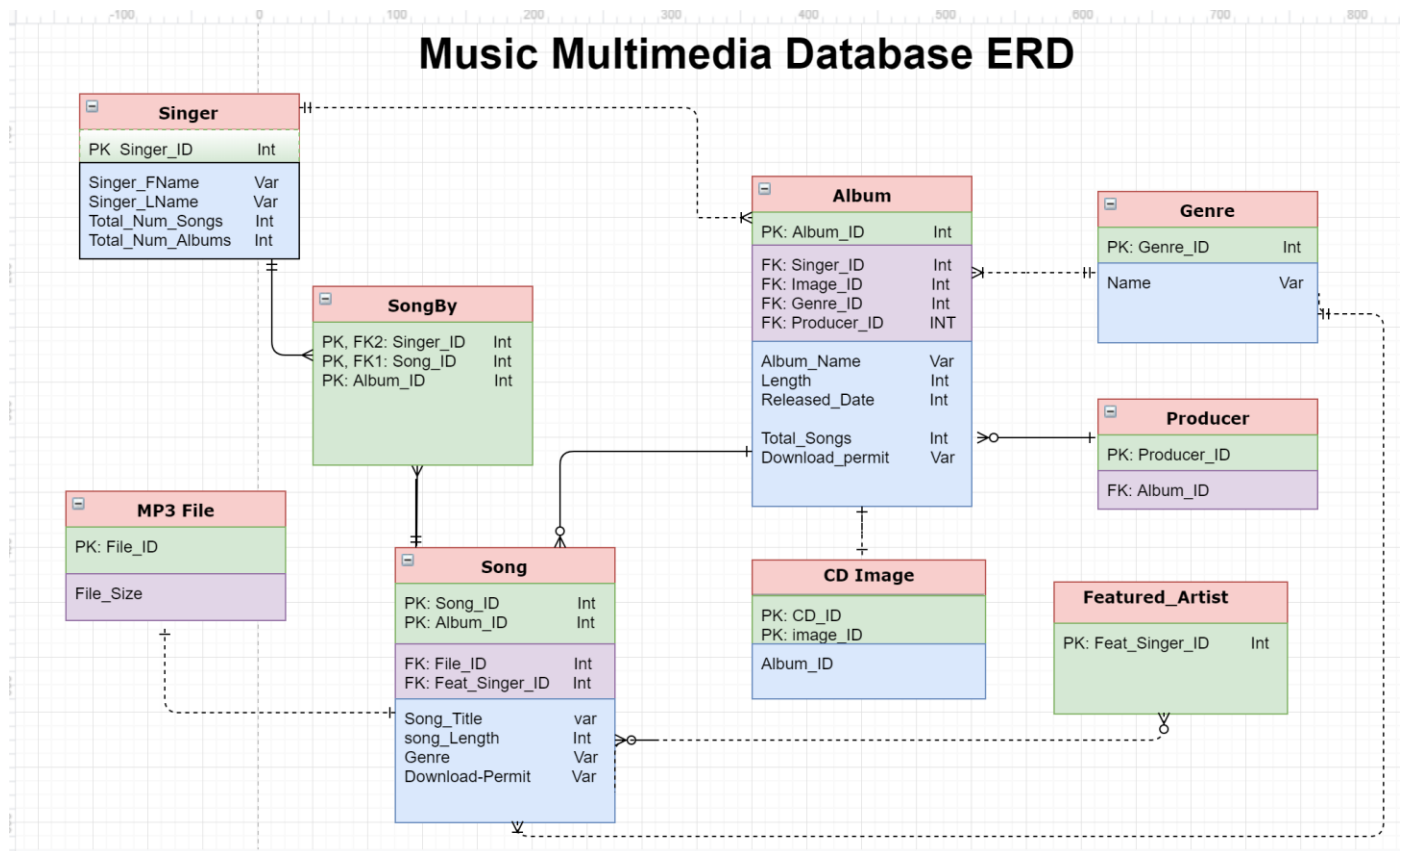 -100 0 100 200 300 400 500 600 700 800
Music Multimedia Database ERD
Singer
PK Singer_ID Int
Singer_FName Var
Singer_LName Var
Total_Num_Songs Int
Total_Num_Albums Int
Album
PK: Album_ID Int
FK: Singer_ID Int
FK: Image_ID Int
FK: Genre_ID Int
FK: Producer_ID INT
Album_Name Var
Length Int
Released_Date Int
Total_Songs Int
Download_permit Var
Genre
PK: Genre_ID Int
Name Var
SongBy
PK, FK2: Singer_ID Int
PK, FK1: Song_ID Int
PK: Album_ID Int
Producer
PK: Producer_ID
FK: Album_ID
MP3 File
PK: File_ID
File_Size
Song
PK: Song_ID Int
PK: Album_ID Int
FK: File_ID Int
FK: Feat_Singer_ID Int
Song_Title var
song_Length Int
Genre Var
Download-Permit Var
CD Image
PK: CD_ID
PK: image_ID
Album_ID
Featured_Artist
PK: Feat_Singer_ID Int